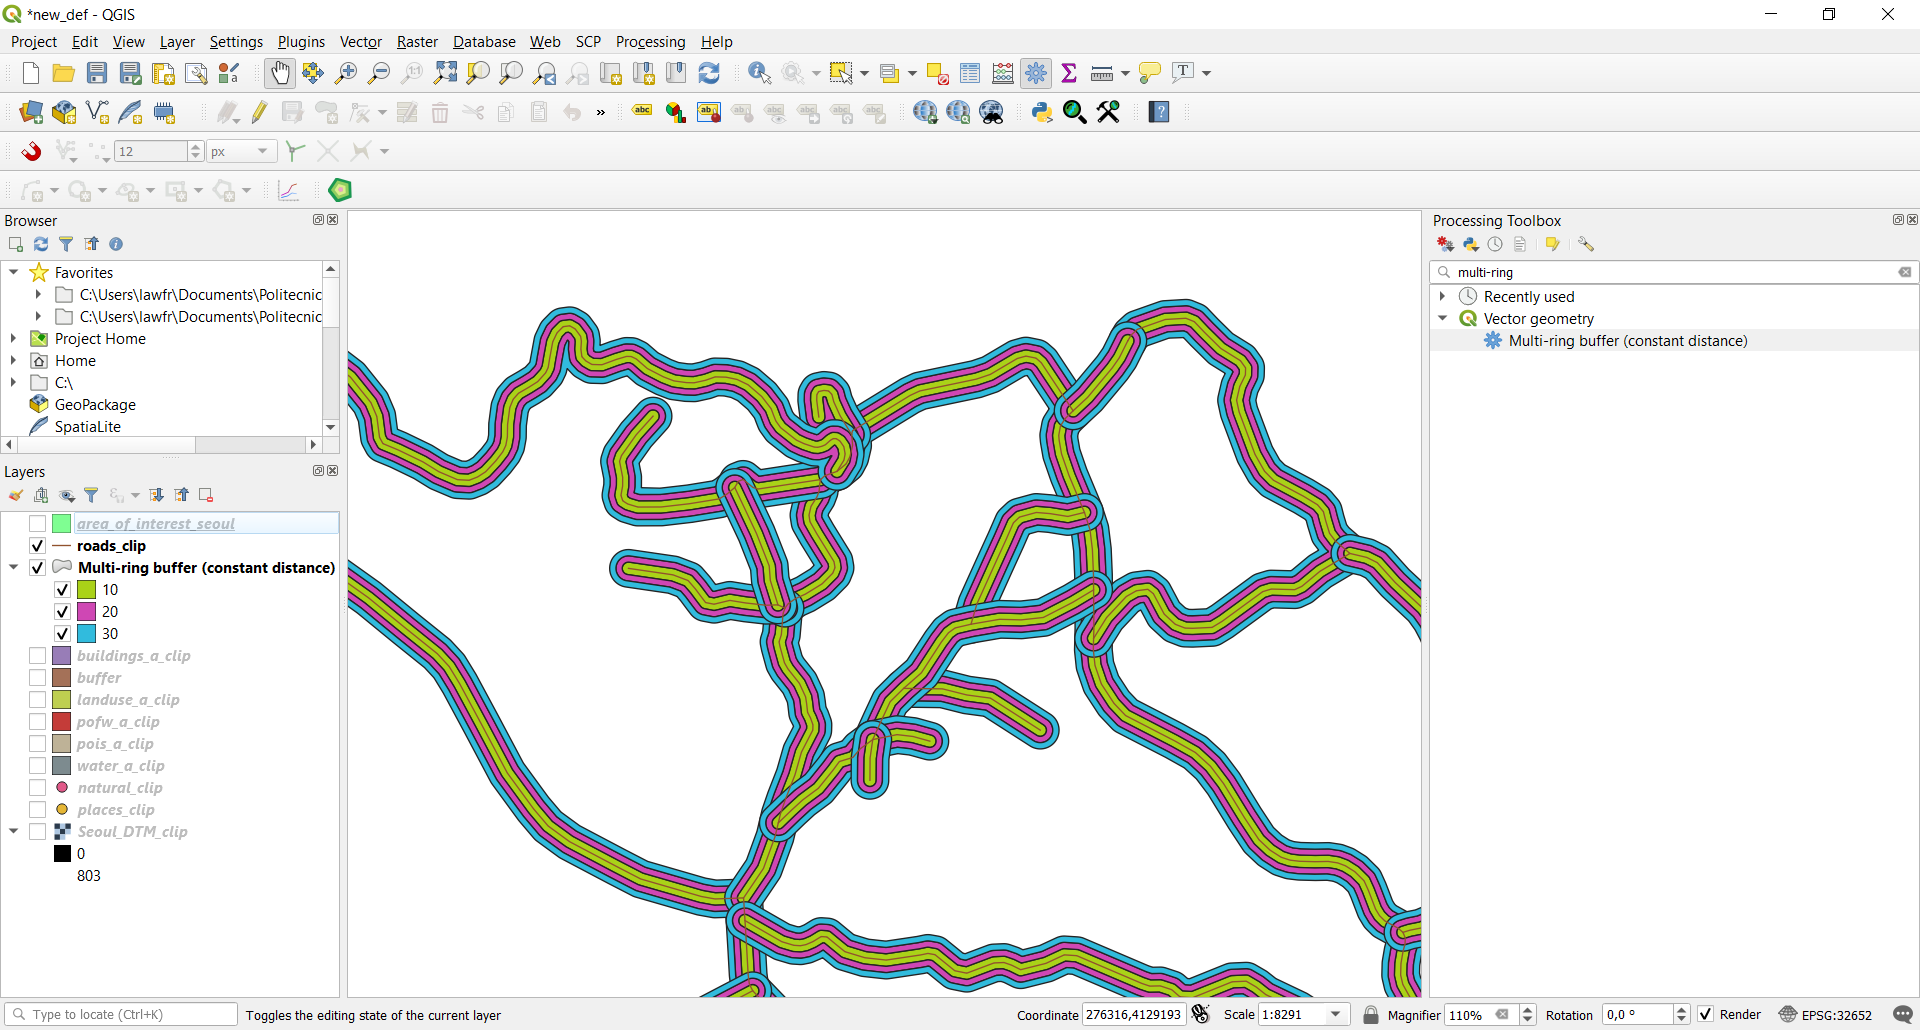 *new_def - QGIS
Project Edit View Layer Settings Plugins Vector Raster Database Web SCP Processing Help
12 px
Browser
Favorites
C:\Users\lawfr\Documents\Politecnic
C:\Users\lawfr\Documents\Politecnic
Project Home
Home
C:\
GeoPackage
SpatiaLite
Layers
area_of_interest_seoul
roads_clip
Multi-ring buffer (constant distance)
10
20
30
buildings_a_clip
buffer
landuse_a_clip
pofw_a_clip
pois_a_clip
water_a_clip
natural_clip
places_clip
Seoul_DTM_clip
0
803
Processing Toolbox
multi-ring
Recently used
Vector geometry
Multi-ring buffer (constant distance)
Type to locate (Ctrl+K) Toggles the editing state of the current layer Coordinate 276316,4129193 Scale 1:8291 Magnifier 110% Rotation 0,0 ° Render EPSG:32652